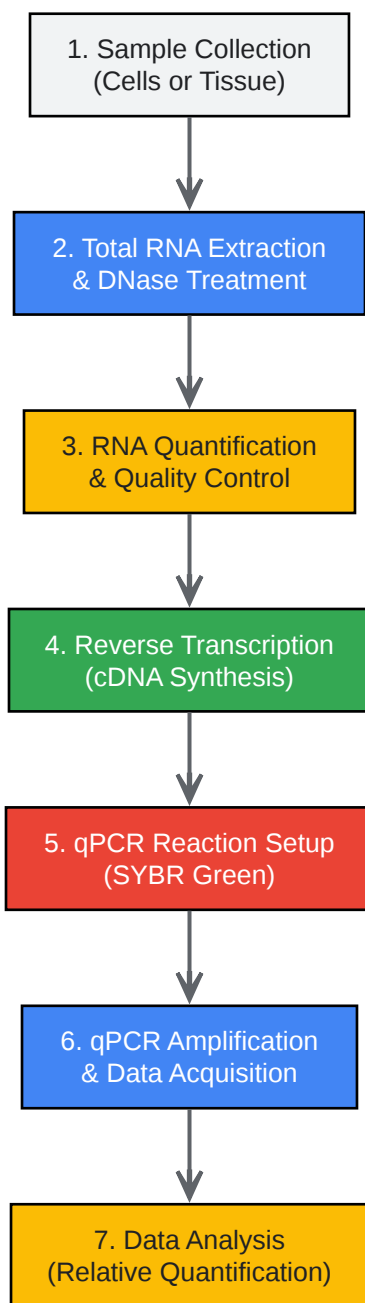 1. Sample Collection
(Cells or Tissue)
2. Total RNA Extraction
& DNase Treatment
3. RNA Quantification
& Quality Control
4. Reverse Transcription
(cDNA Synthesis)
5. qPCR Reaction Setup
(SYBR Green)
6. qPCR Amplification
& Data Acquisition
7. Data Analysis
(Relative Quantification)